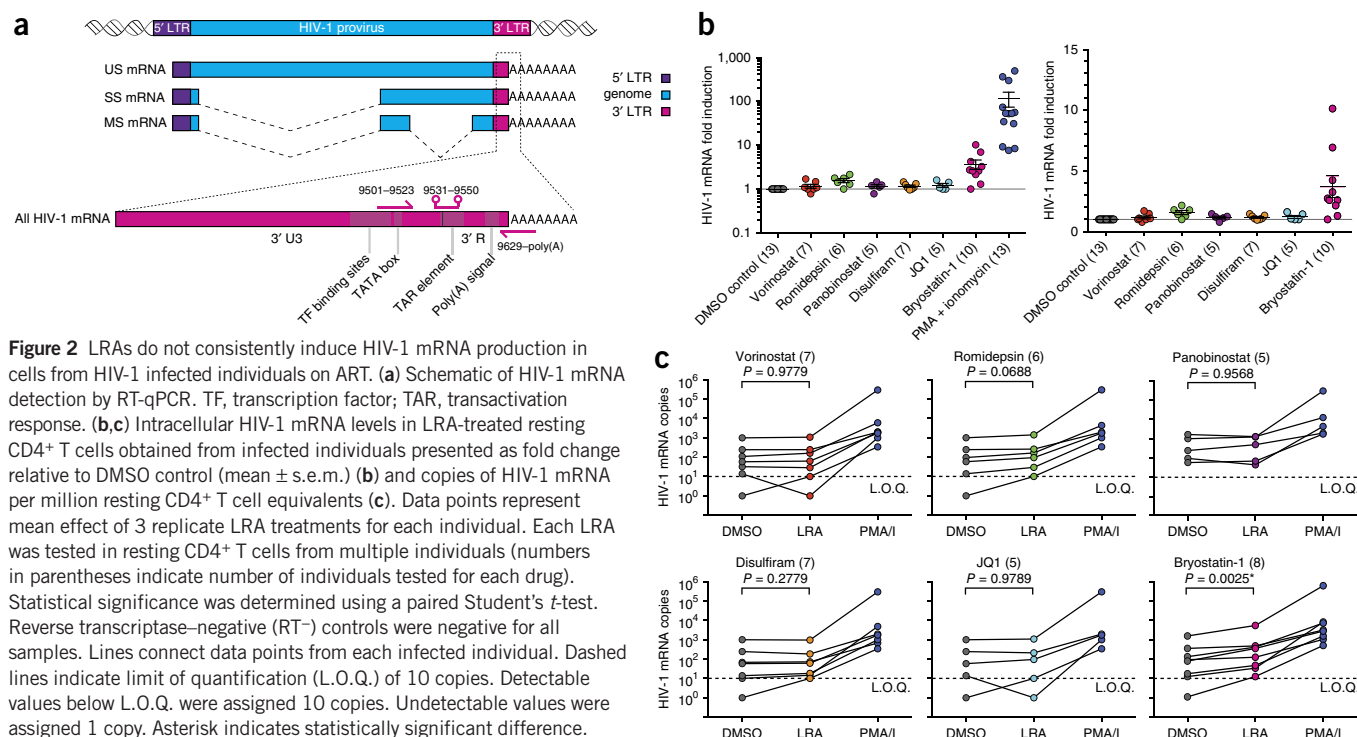 a
5′ LTR HIV-1 provirus 3′ LTR
US mRNA AAAAAAAA
SS mRNA AAAAAAAA
MS mRNA AAAAAAAA
5′ LTR
genome
3′ LTR
9501–9523 9531–9550
All HIV-1 mRNA AAAAAAAA
3′ U3 3′ R 9629–poly(A)
TF binding sites
TATA box
TAR element
Poly(A) signal
b
HIV-1 mRNA fold induction
1,000
100
10
1
0.1
DMSO control (13)
Vorinostat (7)
Romidepsin (6)
Panobinostat (5)
Disulfiram (7)
JQ1 (5)
Bryostatin-1 (10)
PMA + ionomycin (13)
HIV-1 mRNA fold induction
15
10
5
0
DMSO control (13)
Vorinostat (7)
Romidepsin (6)
Panobinostat (5)
Disulfiram (7)
JQ1 (5)
Bryostatin-1 (10)
Figure 2 LRAs do not consistently induce HIV-1 mRNA production in
cells from HIV-1 infected individuals on ART. (a) Schematic of HIV-1 mRNA
detection by RT-qPCR. TF, transcription factor; TAR, transactivation
response. (b,c) Intracellular HIV-1 mRNA levels in LRA-treated resting
CD4⁺ T cells obtained from infected individuals presented as fold change
relative to DMSO control (mean ± s.e.m.) (b) and copies of HIV-1 mRNA
per million resting CD4⁺ T cell equivalents (c). Data points represent
mean effect of 3 replicate LRA treatments for each individual. Each LRA
was tested in resting CD4⁺ T cells from multiple individuals (numbers
in parentheses indicate number of individuals tested for each drug).
Statistical significance was determined using a paired Student’s t-test.
Reverse transcriptase–negative (RT⁻) controls were negative for all
samples. Lines connect data points from each infected individual. Dashed
lines indicate limit of quantification (L.O.Q.) of 10 copies. Detectable
values below L.O.Q. were assigned 10 copies. Undetectable values were
assigned 1 copy. Asterisk indicates statistically significant difference.
c
Vorinostat (7)
P = 0.9779
HIV-1 mRNA copies
10⁶
10⁵
10⁴
10³
10²
10¹
10⁰
L.O.Q.
DMSO LRA PMA/I
Romidepsin (6)
P = 0.0688
L.O.Q.
DMSO LRA PMA/I
Panobinostat (5)
P = 0.9568
L.O.Q.
DMSO LRA PMA/I
Disulfiram (7)
P = 0.2779
HIV-1 mRNA copies
10⁶
10⁵
10⁴
10³
10²
10¹
10⁰
L.O.Q.
DMSO LRA PMA/I
JQ1 (5)
P = 0.9789
L.O.Q.
DMSO LRA PMA/I
Bryostatin-1 (8)
P = 0.0025*
L.O.Q.
DMSO LRA PMA/I